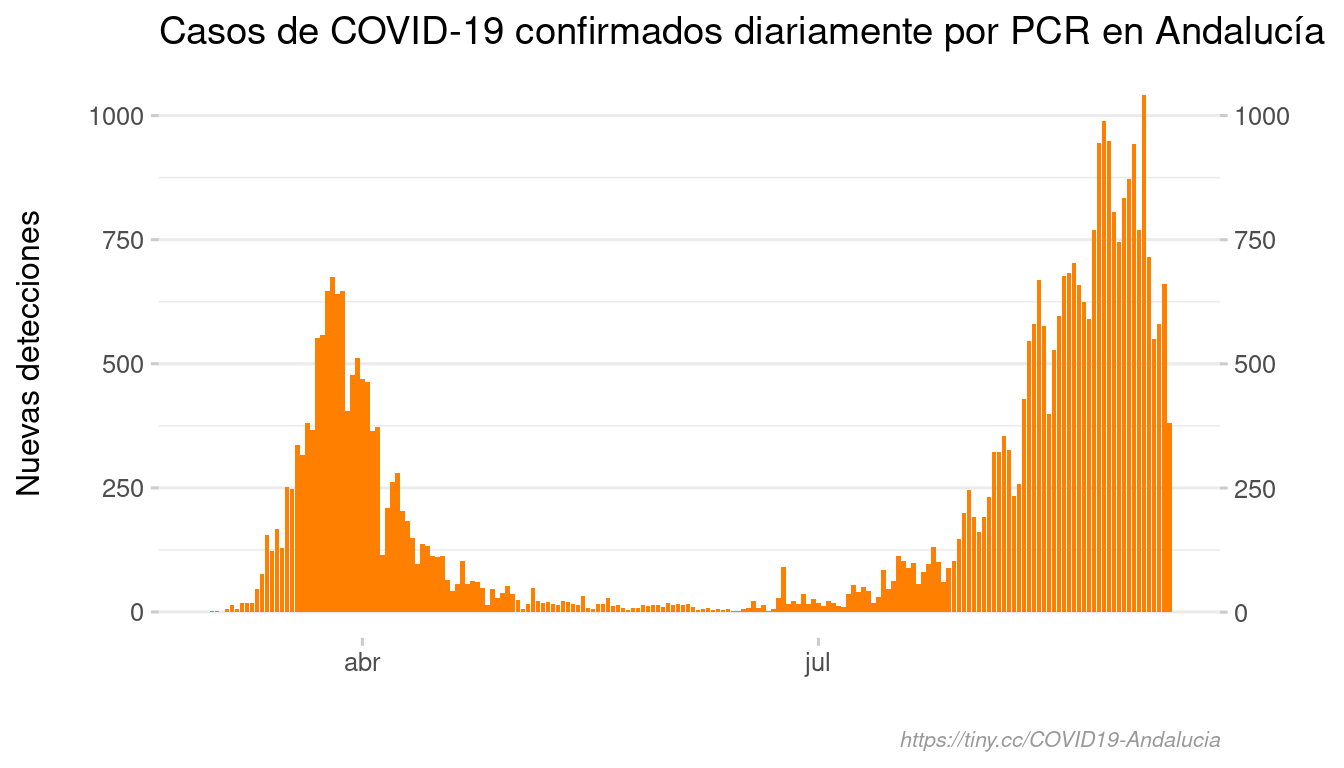 Casos de COVID-19 confirmados diariamente por PCR en Andalucía
Nuevas detecciones
1000
750
500
250
0
1000
750
500
250
0
abr
jul
https://tiny.cc/COVID19-Andalucia